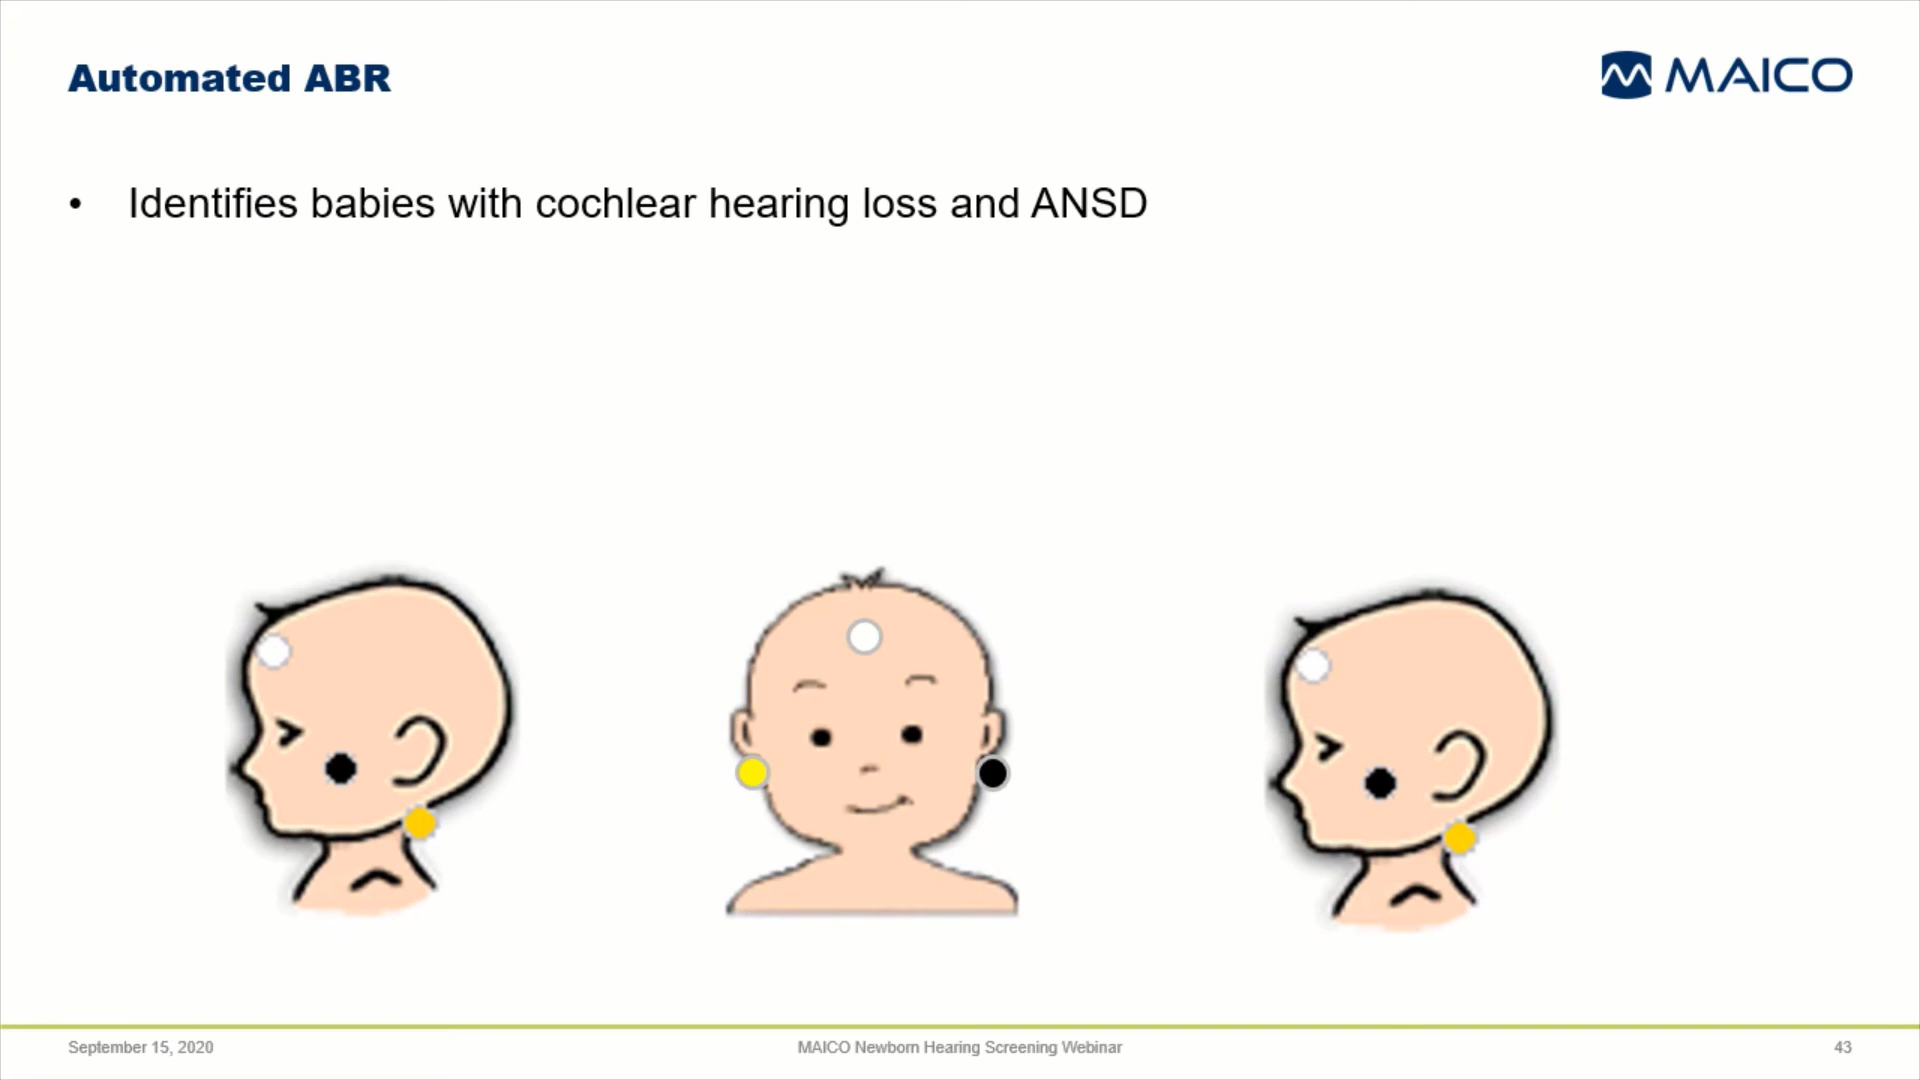 Automated ABR
MAICO
• Identifies babies with cochlear hearing loss and ANSD
September 15, 2020
MAICO Newborn Hearing Screening Webinar
43